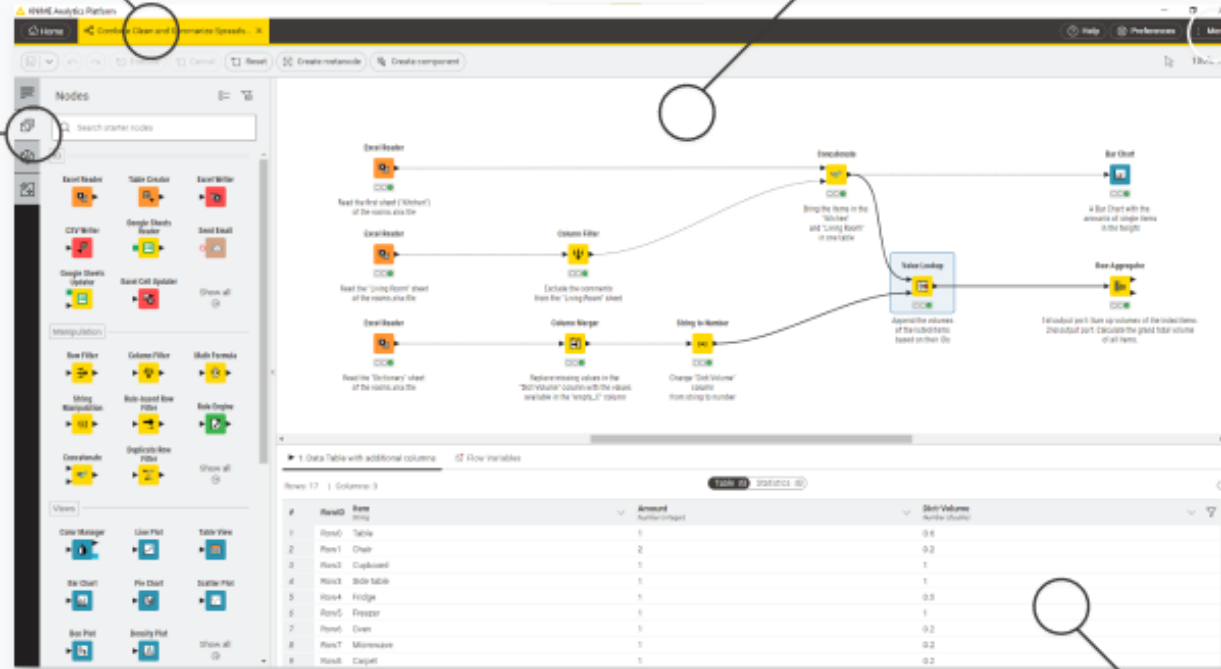 KNIME Analytics Platform
Home
Combine Clean and Summarize Spreads...
Help
Preferences
Reset
Create metanode
Create component
Nodes
Search starter nodes
Excel Reader
Table Creator
Excel Writer
CSV Writer
Google Sheets Reader
Send Email
Google Sheets Updater
Excel Cell Updater
Show all
Manipulation
Row Filter
Column Filter
Math Formula
String Manipulation
Rule-based Row Filter
Rule Engine
Concatenate
Duplicate Row Filter
Show all
Views
Color Manager
Line Plot
Table View
Bar Chart
Pie Chart
Scatter Plot
Box Plot
Density Plot
Show all
Excel Reader
Read the first sheet ("Kitchen")
of the rooms.xlsx file
Concatenate
Bring the items in the
"Kitchen"
and "Living Room"
in one table
Bar Chart
A Bar Chart with the
amounts of single items
in the freight
Excel Reader
Read the "Living Room" sheet
of the rooms.xlsx file
Column Filter
Exclude the comments
from the "Living Room" sheet
Value Lookup
Append the volumes
of the listed items
based on their IDs
Row Aggregator
1st output port: Sum up volumes of the listed items.
2nd output port: Calculate the grand total volume
of all items.
Excel Reader
Read the "Dictionary" sheet
of the rooms.xlsx file
Column Merger
Replace missing values in the
"Dict-Volume" column with the values
String to Number
Change "Dict-Volume"
column
from string to number
1: Data Table with additional columns
Flow Variables
Rows: 17 | Columns: 3
Table
Statistics
# RowID Item Amount Dict-Volume
String Number (integer) Number (double)
1 Row0 Table 1 0.6
2 Row1 Chair 2 0.2
3 Row2 Cupboard 1 1
4 Row3 Side table 1 1
5 Row4 Fridge 1 0.5
6 Row5 Freezer 1 1
7 Row6 Oven 1 0.2
8 Row7 Microwave 1 0.2
9 Row8 Carpet 1 0.2